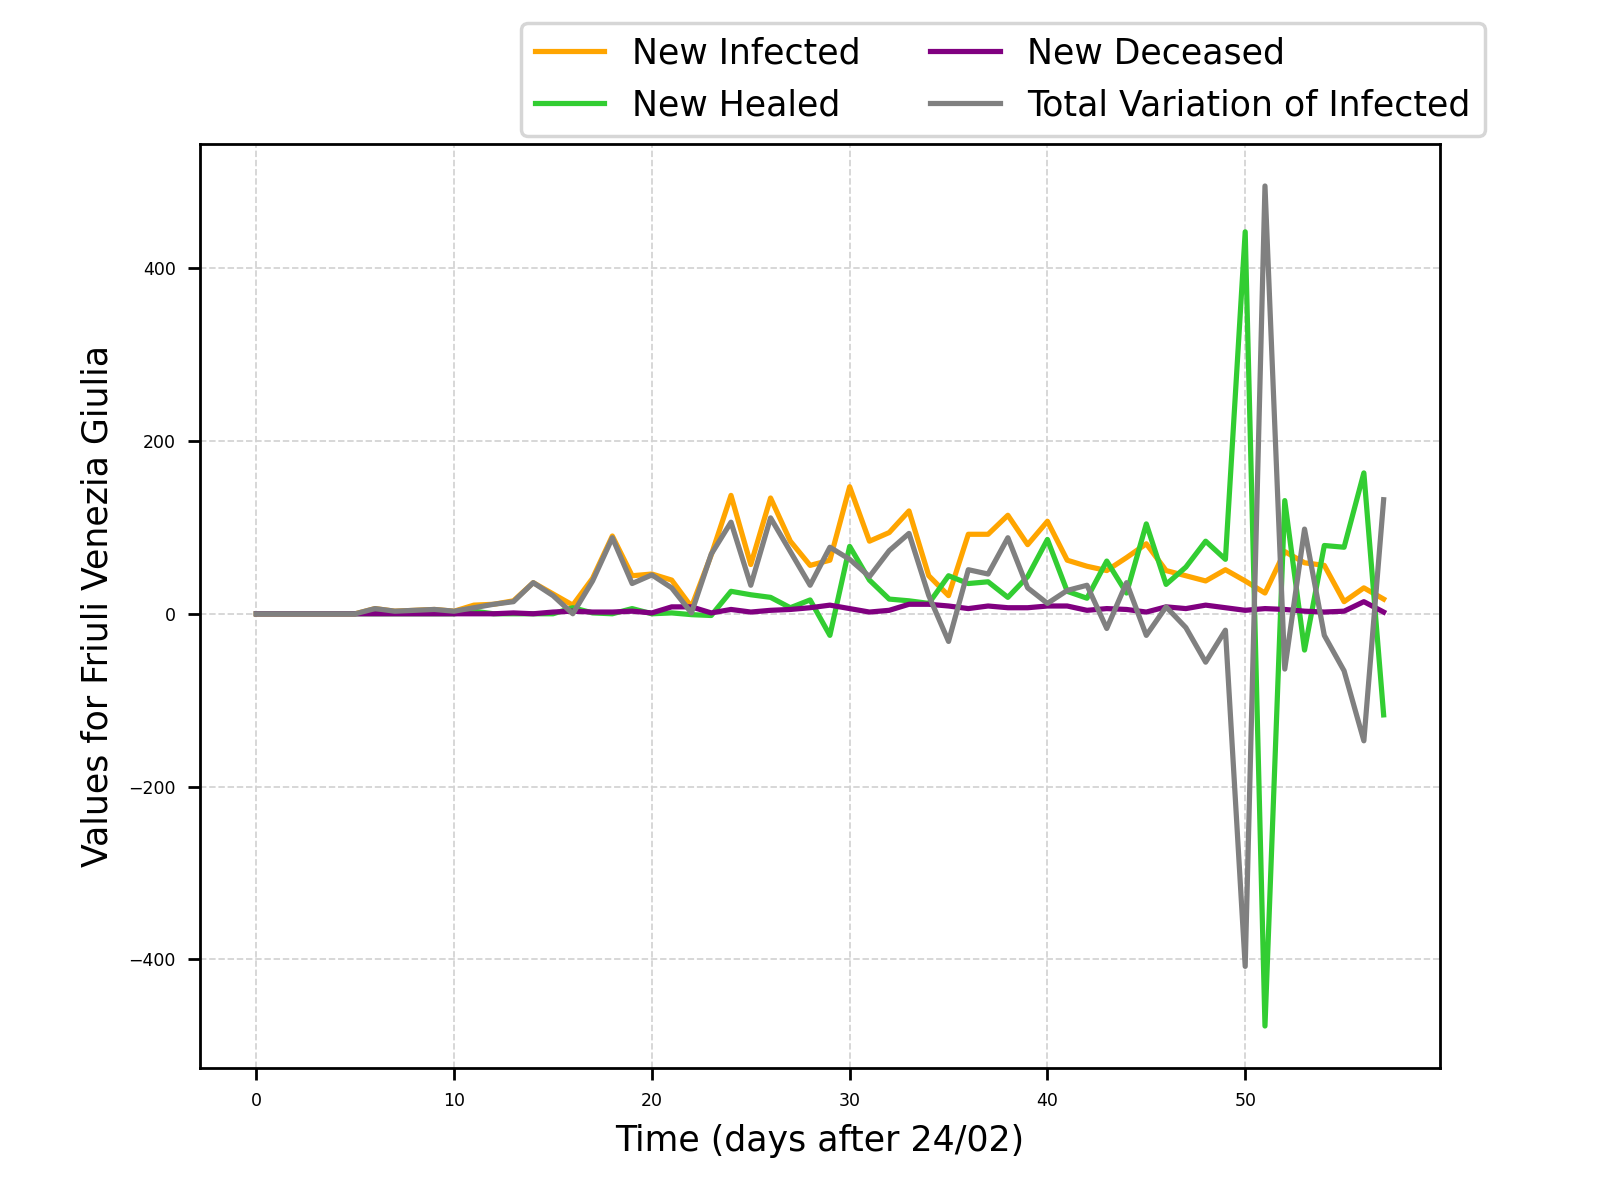 New Infected
New Healed
New Deceased
Total Variation of Infected
Values for Friuli Venezia Giulia
400
200
0
−200
−400
0 10 20 30 40 50
Time (days after 24/02)